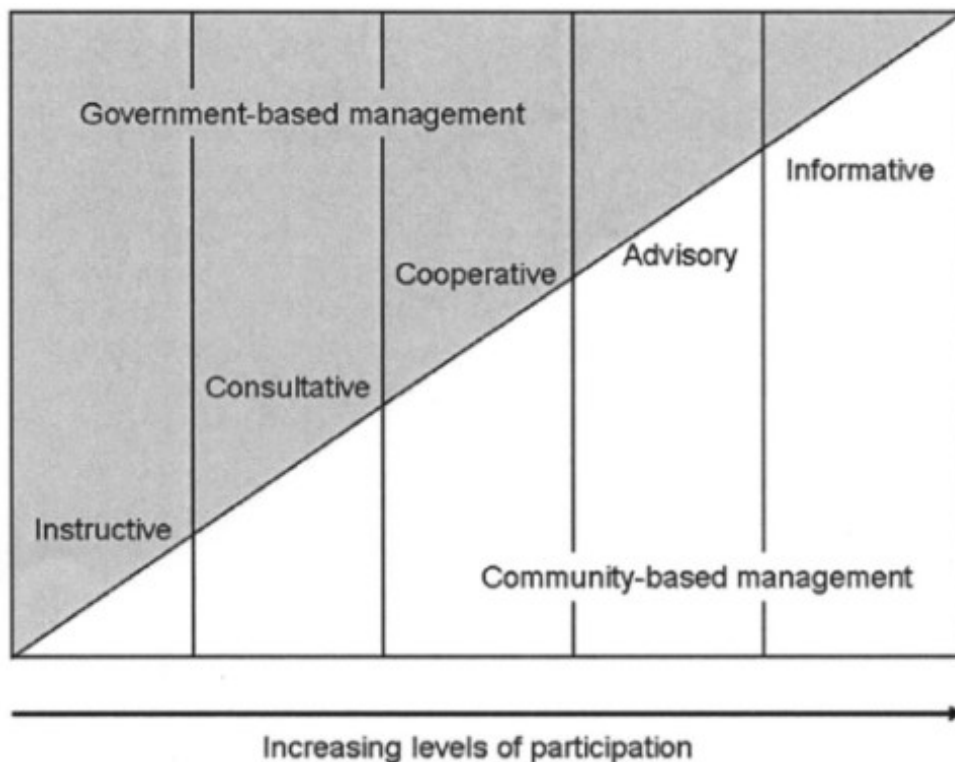 Government-based management
Informative
Advisory
Cooperative
Consultative
Instructive
Community-based management
Increasing levels of participation